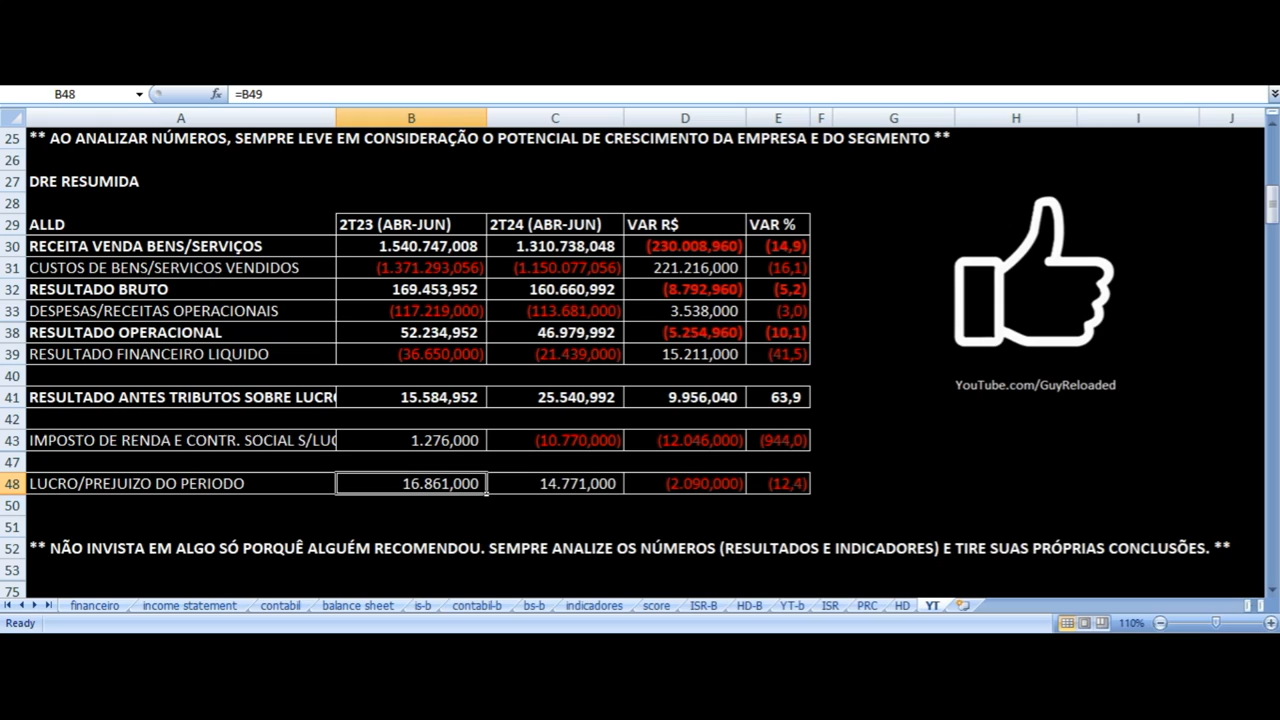 B48 fx =B49
A B C D E F G H I J
25 ** AO ANALIZAR NÚMEROS, SEMPRE LEVE EM CONSIDERAÇÃO O POTENCIAL DE CRESCIMENTO DA EMPRESA E DO SEGMENTO **
26
27 DRE RESUMIDA
28
29 ALLD 2T23 (ABR-JUN) 2T24 (ABR-JUN) VAR R$ VAR %
30 RECEITA VENDA BENS/SERVIÇOS 1.540.747,008 1.310.738,048 (230.008,960) (14,9)
31 CUSTOS DE BENS/SERVICOS VENDIDOS (1.371.293,056) (1.150.077,056) 221.216,000 (16,1)
32 RESULTADO BRUTO 169.453,952 160.660,992 (8.792,960) (5,2)
33 DESPESAS/RECEITAS OPERACIONAIS (117.219,000) (113.681,000) 3.538,000 (3,0)
38 RESULTADO OPERACIONAL 52.234,952 46.979,992 (5.254,960) (10,1)
39 RESULTADO FINANCEIRO LIQUIDO (36.650,000) (21.439,000) 15.211,000 (41,5)
YouTube.com/GuyReloaded
40
41 RESULTADO ANTES TRIBUTOS SOBRE LUCRO 15.584,952 25.540,992 9.956,040 63,9
42
43 IMPOSTO DE RENDA E CONTR. SOCIAL S/LUC 1.276,000 (10.770,000) (12.046,000) (944,0)
47
48 LUCRO/PREJUIZO DO PERIODO 16.861,000 14.771,000 (2.090,000) (12,4)
50
51
52 ** NÃO INVISTA EM ALGO SÓ PORQUÊ ALGUÉM RECOMENDOU. SEMPRE ANALIZE OS NÚMEROS (RESULTADOS E INDICADORES) E TIRE SUAS PRÓPRIAS CONCLUSÕES. **
53
75
financeiro income statement contabil balance sheet is-b contabil-b bs-b indicadores score ISR-B HD-B YT-b ISR PRC HD YT
Ready 110%